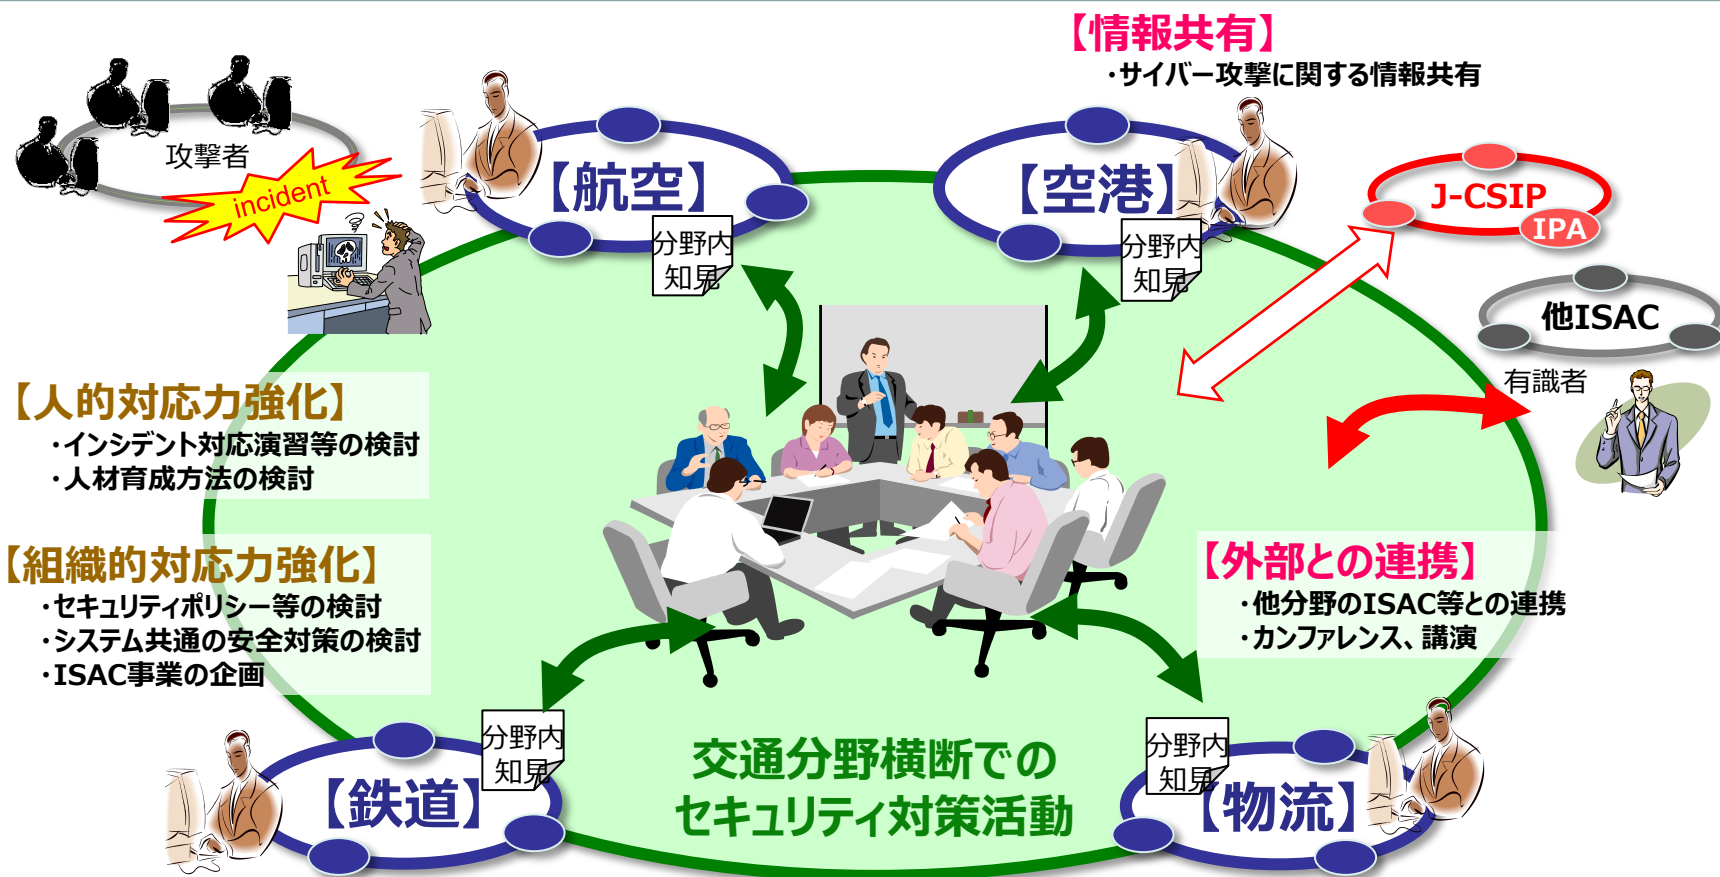 【情報共有】
・サイバー攻撃に関する情報共有
攻撃者
incident
【航空】
分野内
知見
【空港】
分野内
知見
J-CSIP
IPA
他ISAC
有識者
【人的対応力強化】
・インシデント対応演習等の検討
・人材育成方法の検討
【組織的対応力強化】
・セキュリティポリシー等の検討
・システム共通の安全対策の検討
・ISAC事業の企画
【外部との連携】
・他分野のISAC等との連携
・カンファレンス、講演
【鉄道】
分野内
知見
交通分野横断での
セキュリティ対策活動
分野内
知見
【物流】